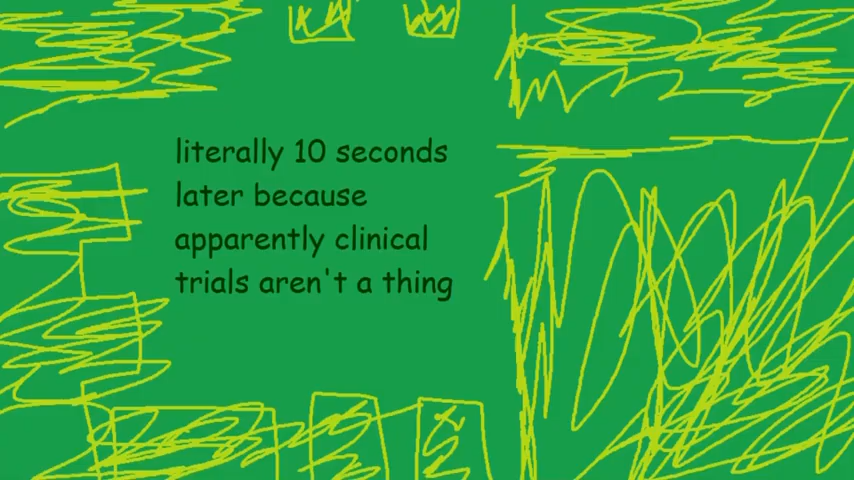 literally 10 seconds
later because
apparently clinical
trials aren't a thing